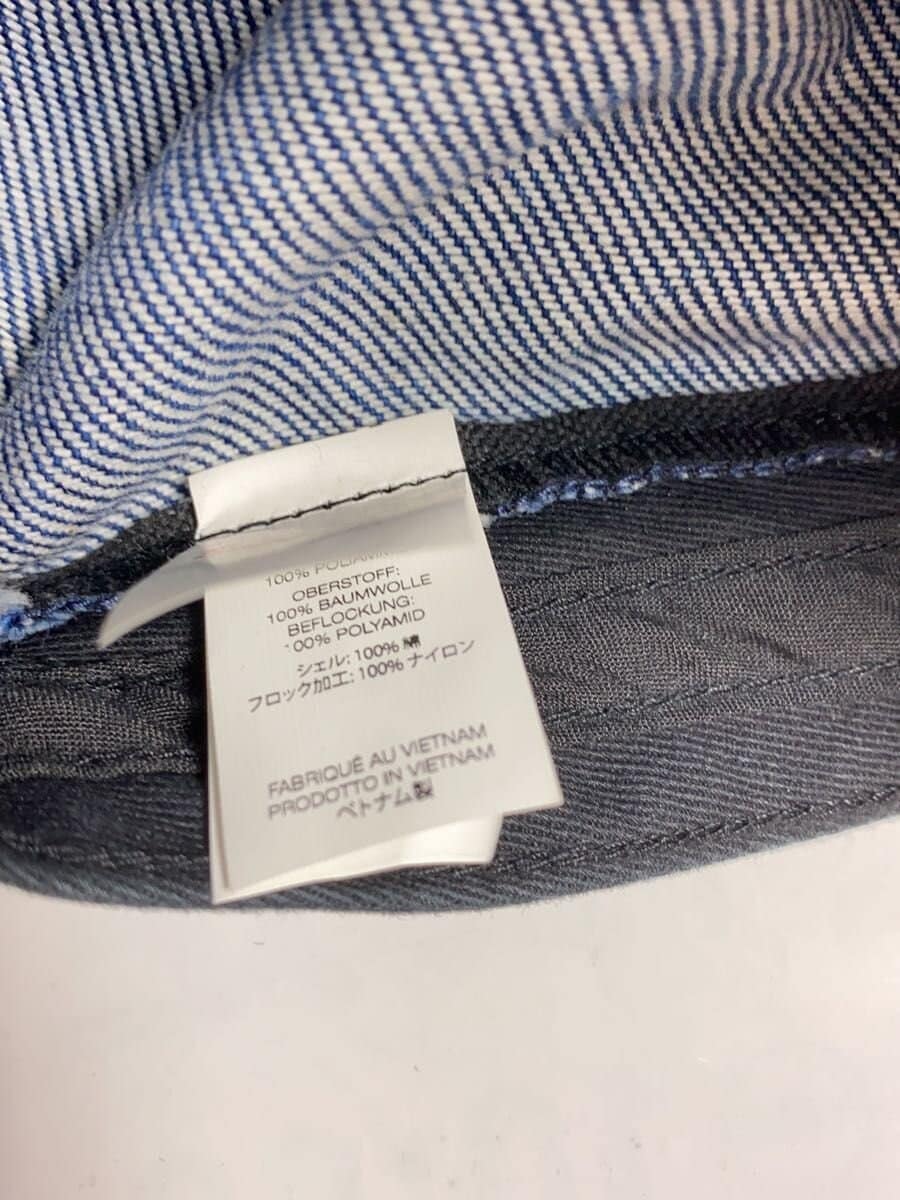 100%
OBERSTOFF:
100% BAUMWOLLE
BEFLOCKUNG:
100% POLYAMID
シェル: 100% 綿
フロック加工: 100% ナイロン
FABRIQUÉ AU VIETNAM
PRODOTTO IN VIETNAM
ベトナム製